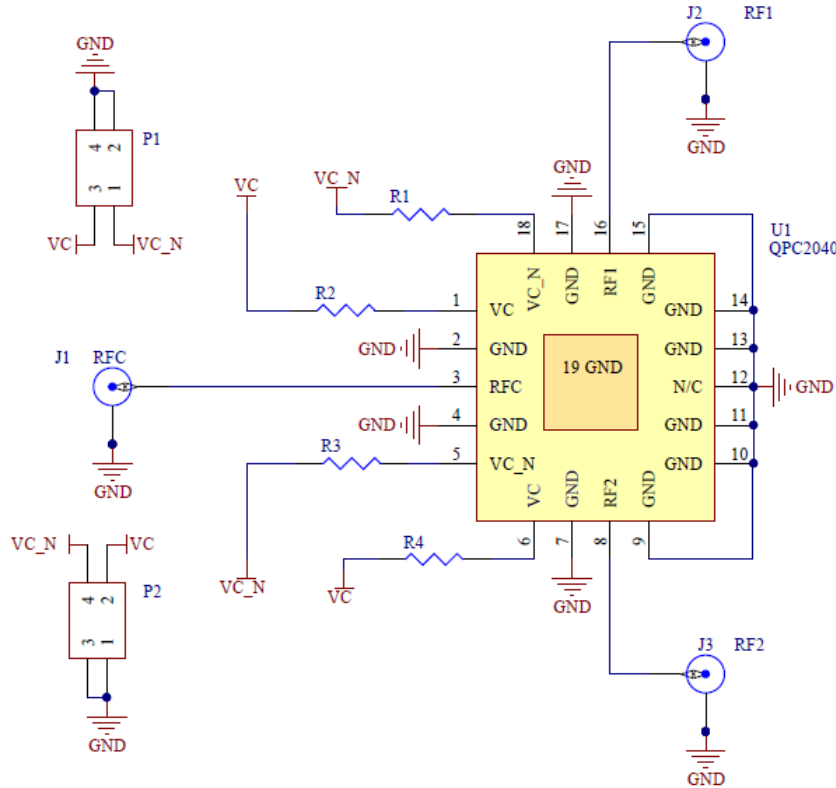 J2 RF1
GND
P1
4 2
3 1
VC VC_N
GND
VC
VC_N
R1
GND
18 17 16 15
U1
QPC2040
VC_N GND RF1 GND
R2
1 VC
GND 14
GND 2 GND
GND 13
19 GND
J1 RFC
3 RFC
N/C 12 GND
GND 4 GND
GND 11
R3
5 VC_N
GND 10
GND
VC GND RF2 GND
6 7 8 9
R4
VC_N VC
P2
4 2
3 1
VC_N
VC
GND
GND
J3 RF2
GND